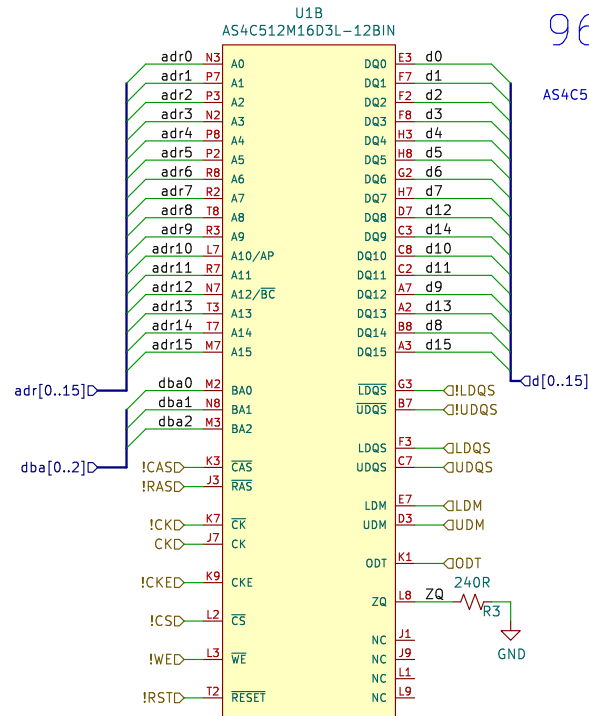 U1B
AS4C512M16D3L-12BIN
96
AS4C5
adr0 N3 A0 DQ0 E3 d0
adr1 P7 A1 DQ1 F7 d1
adr2 P3 A2 DQ2 F2 d2
adr3 N2 A3 DQ3 F8 d3
adr4 P8 A4 DQ4 H3 d4
adr5 P2 A5 DQ5 H8 d5
adr6 R8 A6 DQ6 G2 d6
adr7 R2 A7 DQ7 H7 d7
adr8 T8 A8 DQ8 D7 d12
adr9 R3 A9 DQ9 C3 d14
adr10 L7 A10/AP DQ10 C8 d10
adr11 R7 A11 DQ11 C2 d11
adr12 N7 A12/BC DQ12 A7 d9
adr13 T3 A13 DQ13 A2 d13
adr14 T7 A14 DQ14 B8 d8
adr15 M7 A15 DQ15 A3 d15
d[0..15]
adr[0..15] dba0 M2 BA0 LDQS G3 !LDQS
dba1 N8 BA1 UDQS B7 !UDQS
dba2 M3 BA2
LDQS F3 LDQS
dba[0..2] !CAS K3 CAS UDQS C7 UDQS
!RAS J3 RAS
LDM E7 LDM
!CK K7 CK UDM D3 UDM
CK J7 CK
ODT K1 ODT
!CKE K9 CKE 240R
ZQ L8 ZQ R3
!CS L2 CS
NC J1
GND
!WE L3 WE NC J9
NC L1
!RST T2 RESET NC L9